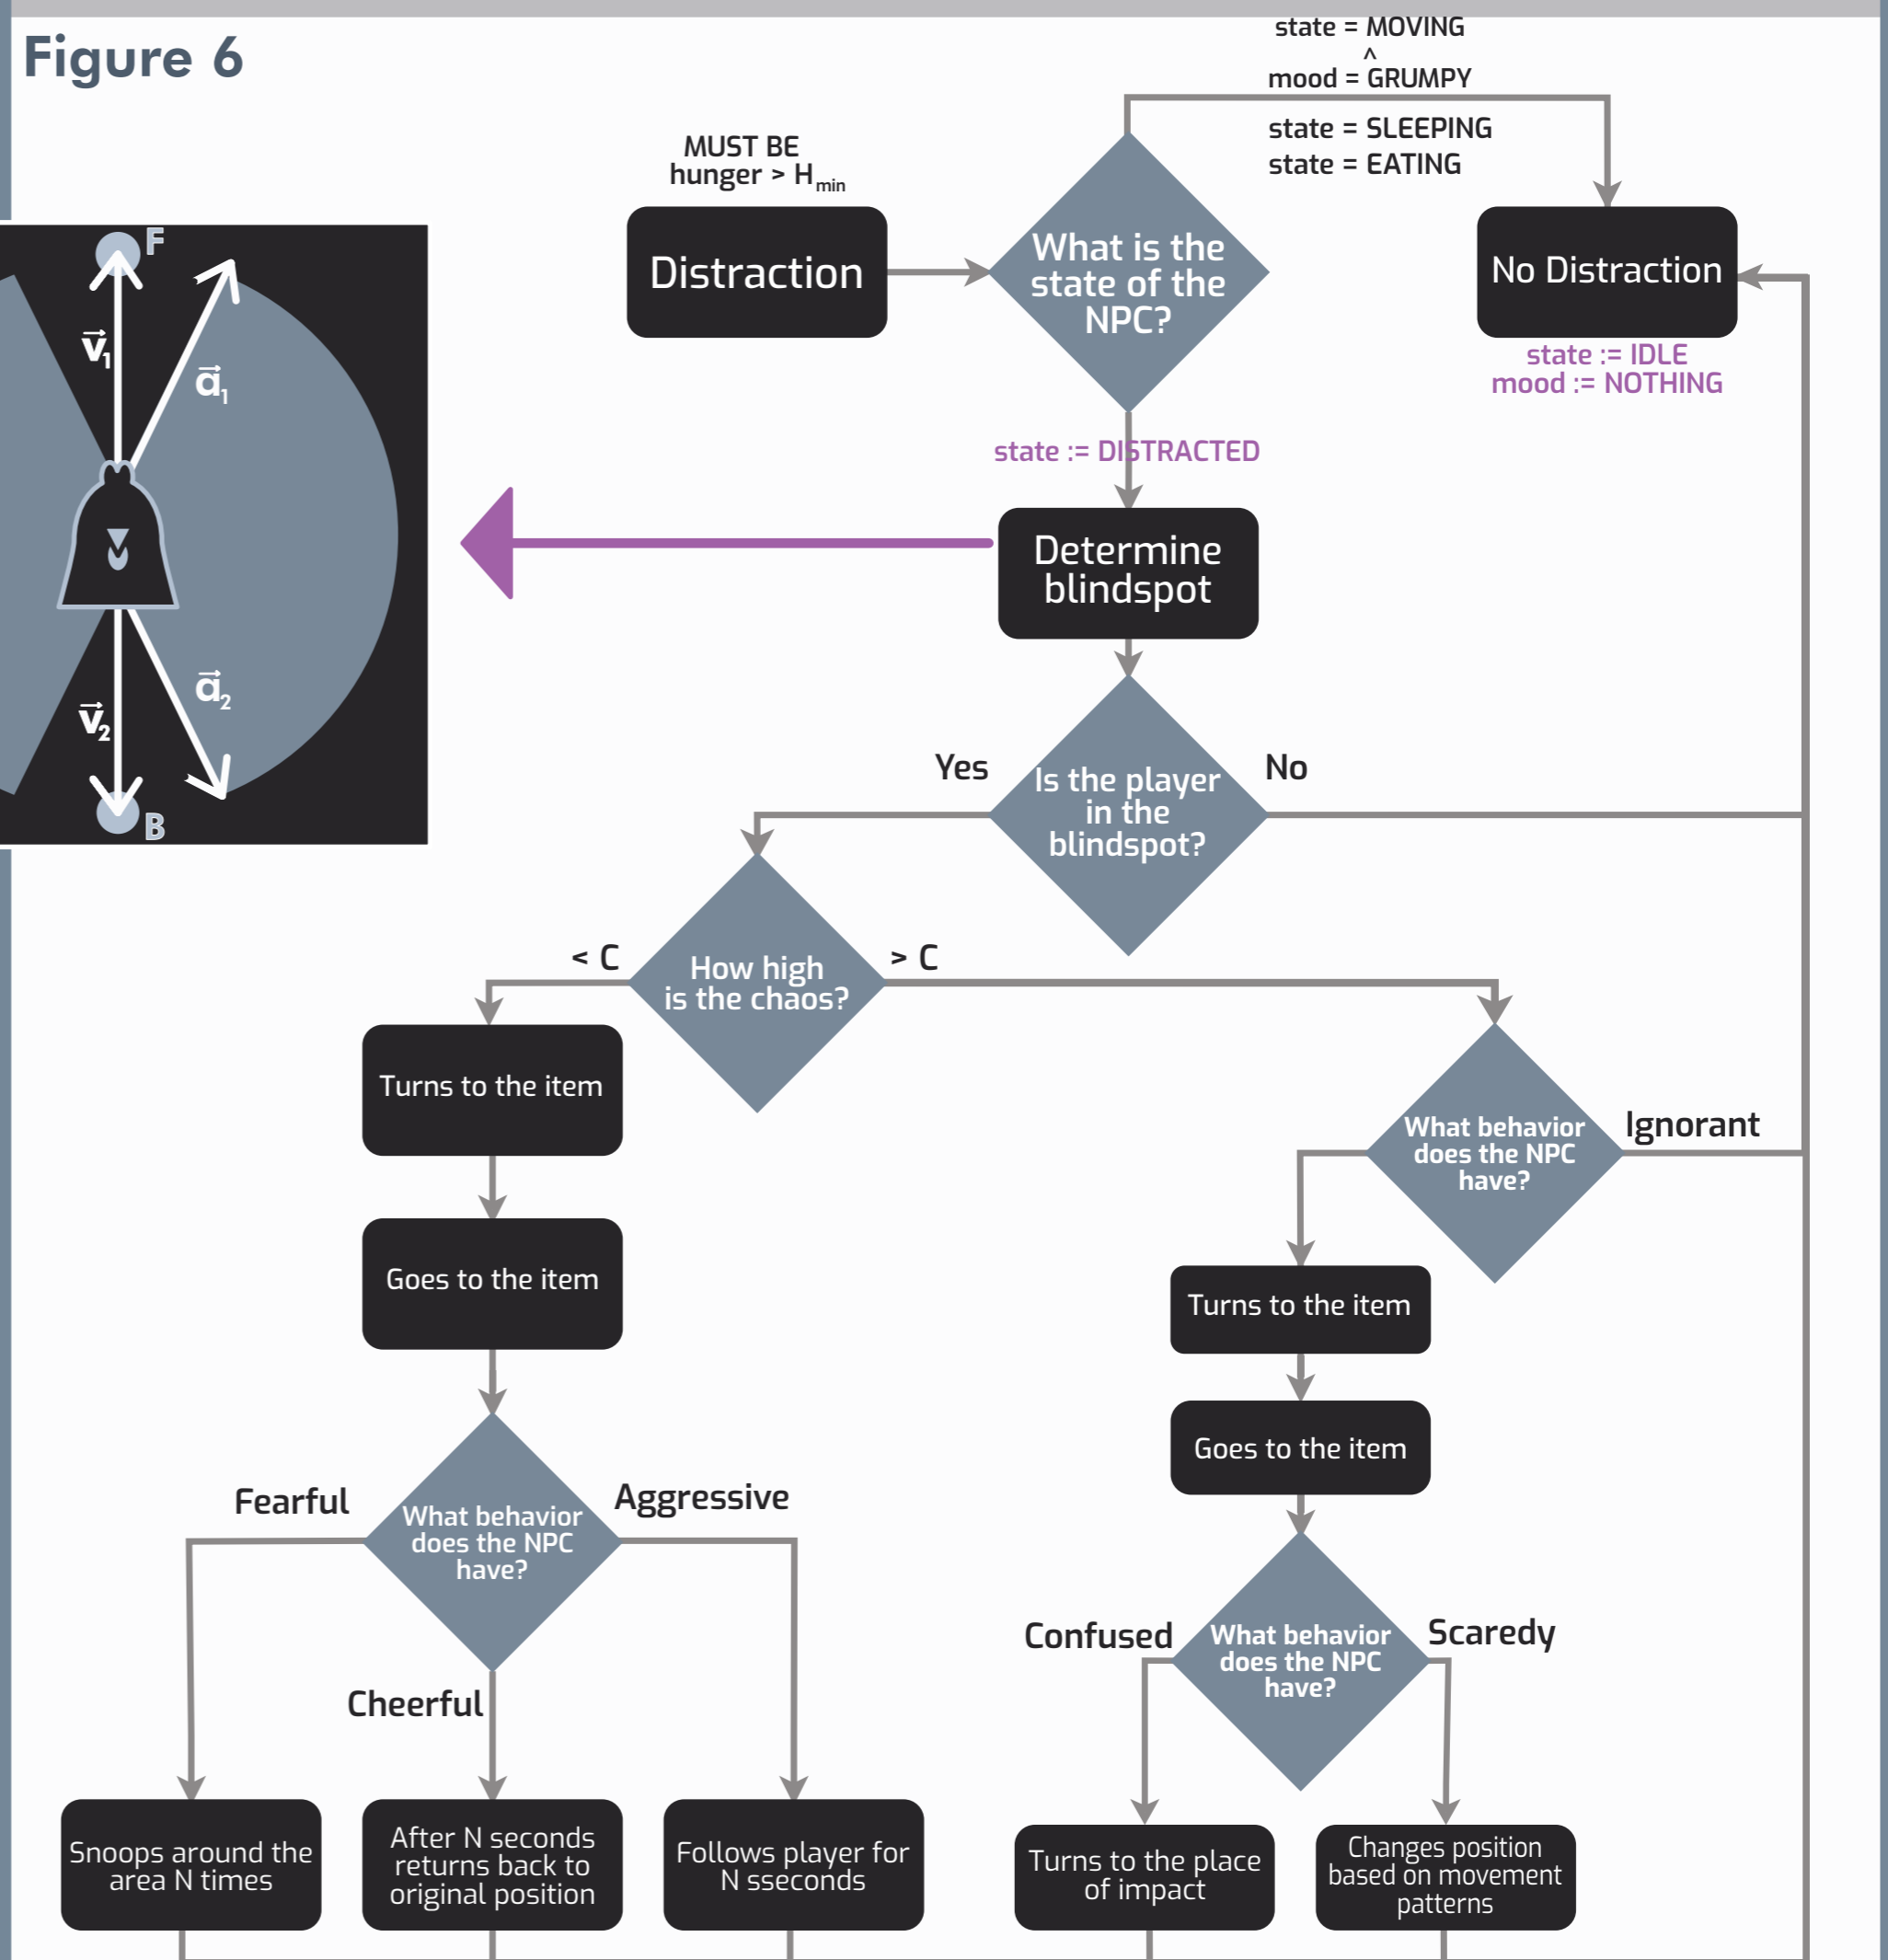 Figure 6
state = MOVING
^
mood = GRUMPY
state = SLEEPING
state = EATING
MUST BE
hunger > Hmin
Distraction
What is the
state of the
NPC?
No Distraction
state := IDLE
mood := NOTHING
F
v1
a1
a2
v2
B
state := DISTRACTED
Determine
blindspot
Yes
No
Is the player
in the
blindspot?
< C
> C
How high
is the chaos?
Turns to the item
What behavior
does the NPC
have?
Ignorant
Goes to the item
Turns to the item
Goes to the item
Fearful
Aggressive
What behavior
does the NPC
have?
Cheerful
Confused
Scaredy
What behavior
does the NPC
have?
Snoops around the
area N times
After N seconds
returns back to
original position
Follows player for
N sseconds
Turns to the place
of impact
Changes position
based on movement
patterns